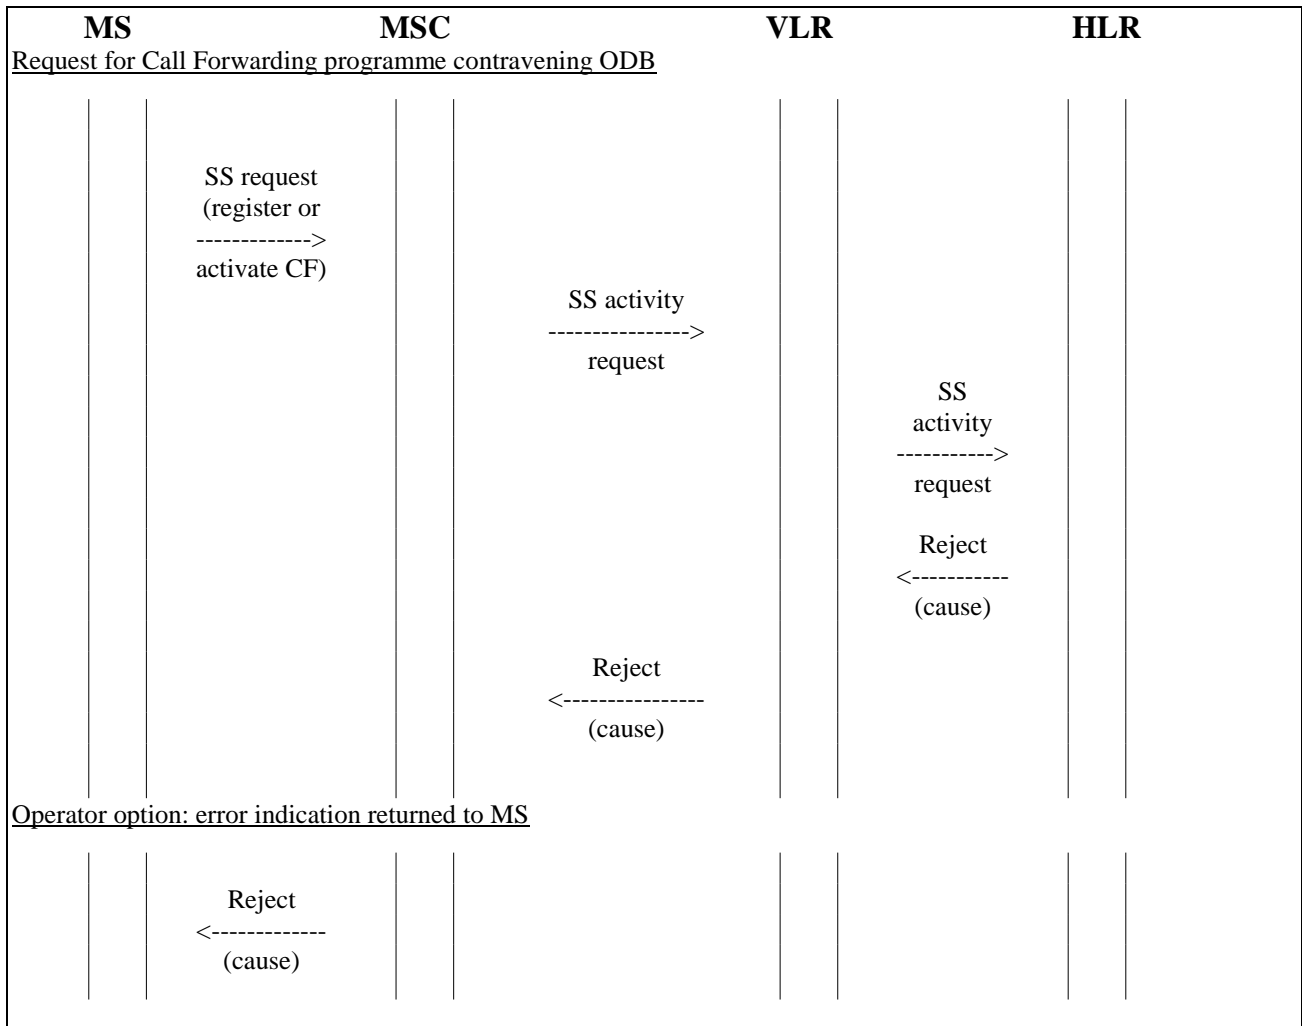 MS MSC VLR HLR
Request for Call Forwarding programme contravening ODB
SS request
(register or
------------->
activate CF)
SS activity
---------------->
request
SS
activity
----------->
request
Reject
<-----------
(cause)
Reject
<----------------
(cause)
Operator option: error indication returned to MS
Reject
<-------------
(cause)